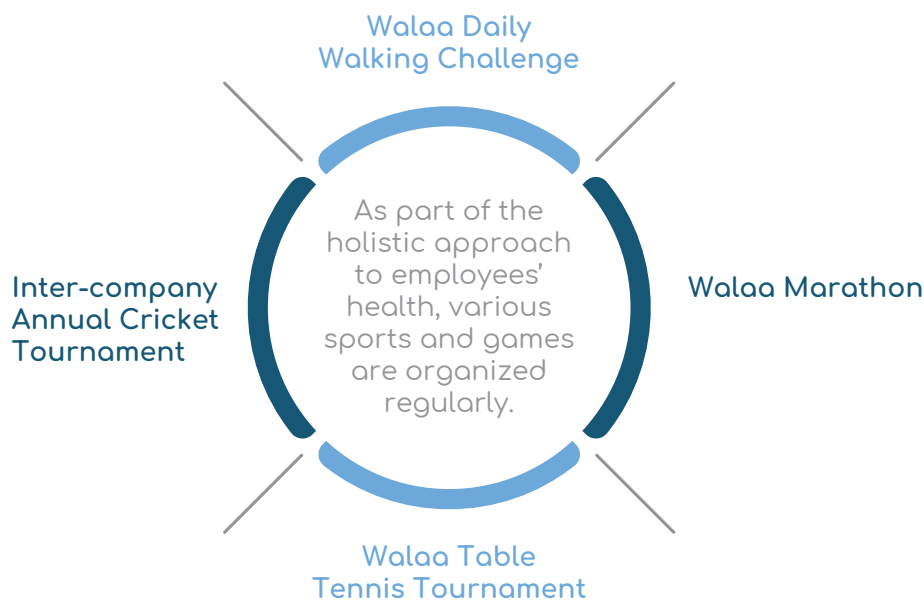 Walaa Daily
Walking Challenge
As part of the
holistic approach
to employees’
health, various
sports and games
are organized
regularly.
Inter-company
Annual Cricket
Tournament
Walaa Marathon
Walaa Table
Tennis Tournament